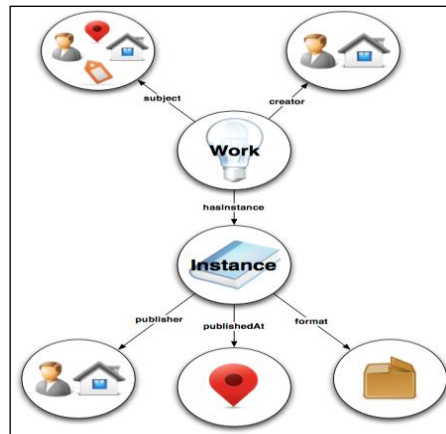 subject
creator
Work
hasInstance
Instance
publisher
publishedAt
format